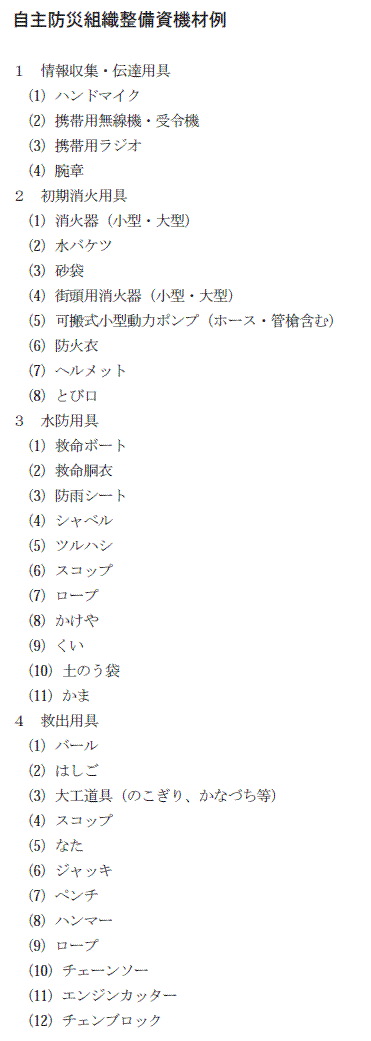 自主防災組織整備資機材例
1 情報収集・伝達用具
(1) ハンドマイク
(2) 携帯用無線機・受令機
(3) 携帯用ラジオ
(4) 腕章
2 初期消火用具
(1) 消火器（小型・大型）
(2) 水バケツ
(3) 砂袋
(4) 街頭用消火器（小型・大型）
(5) 可搬式小型動力ポンプ（ホース・管槍含む）
(6) 防火衣
(7) ヘルメット
(8) とび口
3 水防用具
(1) 救命ボート
(2) 救命胴衣
(3) 防雨シート
(4) シャベル
(5) ツルハシ
(6) スコップ
(7) ロープ
(8) かけや
(9) くい
(10) 土のう袋
(11) かま
4 救出用具
(1) バール
(2) はしご
(3) 大工道具（のこぎり、かなづち等）
(4) スコップ
(5) なた
(6) ジャッキ
(7) ペンチ
(8) ハンマー
(9) ロープ
(10) チェーンソー
(11) エンジンカッター
(12) チェンブロック